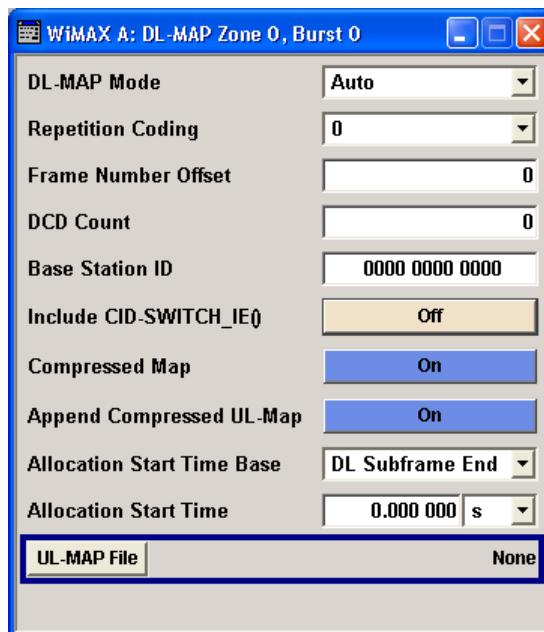 WiMAX A: DL-MAP Zone 0, Burst 0
DL-MAP Mode Auto
Repetition Coding 0
Frame Number Offset 0
DCD Count 0
Base Station ID 0000 0000 0000
Include CID-SWITCH_IE() Off
Compressed Map On
Append Compressed UL-Map On
Allocation Start Time Base DL Subframe End
Allocation Start Time 0.000 000 s
UL-MAP File None